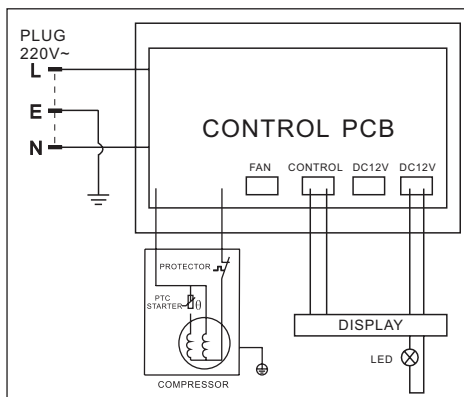 PLUG
220V~
L
E
N
CONTROL PCB
FAN CONTROL DC12V DC12V
PROTECTOR
PTC
STARTER
θ
COMPRESSOR
DISPLAY
LED